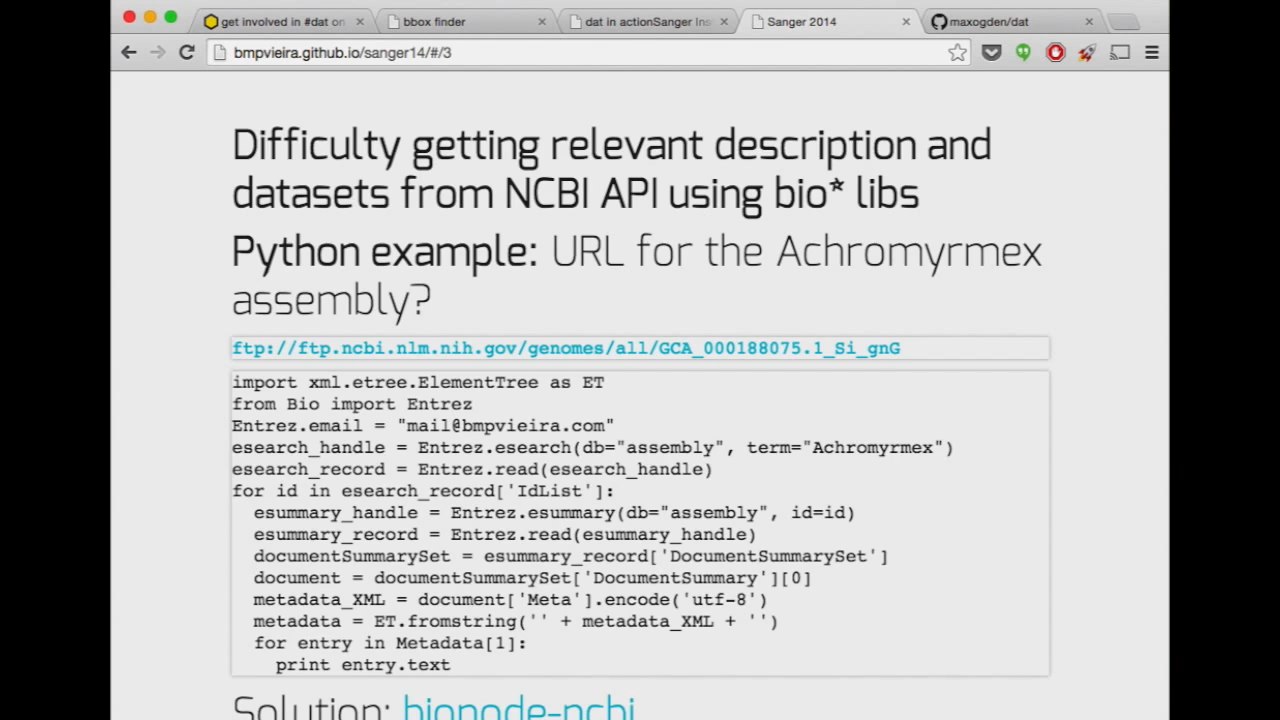 get involved in #dat on
bbox finder
dat in actionSanger Ins
Sanger 2014
maxogden/dat
bmpvieira.github.io/sanger14/#/3
Difficulty getting relevant description and
datasets from NCBI API using bio* libs
Python example: URL for the Achromyrmex
assembly?
ftp://ftp.ncbi.nlm.nih.gov/genomes/all/GCA_000188075.1_Si_gnG
import xml.etree.ElementTree as ET
from Bio import Entrez
Entrez.email = "mail@bmpvieira.com"
esearch_handle = Entrez.esearch(db="assembly", term="Achromyrmex")
esearch_record = Entrez.read(esearch_handle)
for id in esearch_record['IdList']:
  esummary_handle = Entrez.esummary(db="assembly", id=id)
  esummary_record = Entrez.read(esummary_handle)
  documentSummarySet = esummary_record['DocumentSummarySet']
  document = documentSummarySet['DocumentSummary'][0]
  metadata_XML = document['Meta'].encode('utf-8')
  metadata = ET.fromstring('' + metadata_XML + '')
  for entry in Metadata[1]:
    print entry.text
Solution: bionode-ncbi